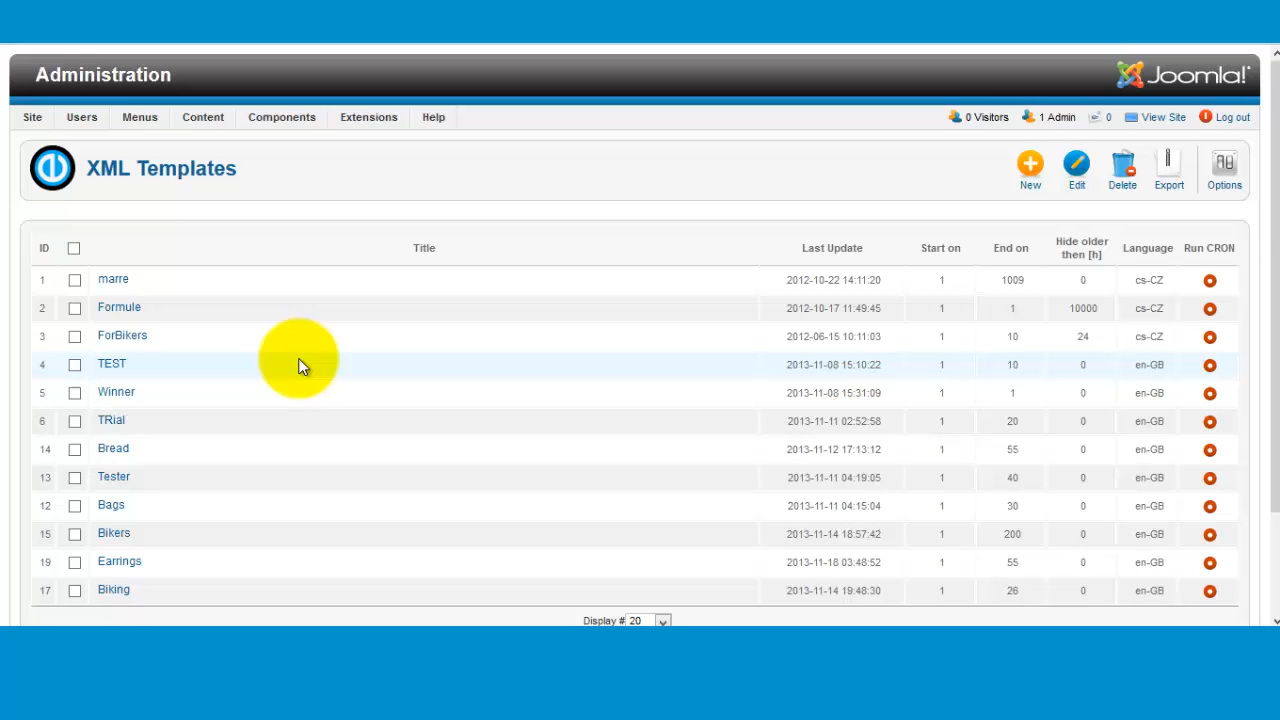 Administration
Joomla!
Site Users Menus Content Components Extensions Help
0 Visitors 1 Admin 0 View Site Log out
XML Templates
New Edit Delete Export Options
ID Title Last Update Start on End on Hide older then [h] Language Run CRON
1 marre 2012-10-22 14:11:20 1 1009 0 cs-CZ
2 Formule 2012-10-17 11:49:45 1 1 10000 cs-CZ
3 ForBikers 2012-06-15 10:11:03 1 10 24 cs-CZ
4 TEST 2013-11-08 15:10:22 1 10 0 en-GB
5 Winner 2013-11-08 15:31:09 1 1 0 en-GB
6 TRial 2013-11-11 02:52:58 1 20 0 en-GB
14 Bread 2013-11-12 17:13:12 1 55 0 en-GB
13 Tester 2013-11-11 04:19:05 1 40 0 en-GB
12 Bags 2013-11-11 04:15:04 1 30 0 en-GB
15 Bikers 2013-11-14 18:57:42 1 200 0 en-GB
19 Earrings 2013-11-18 03:48:52 1 55 0 en-GB
17 Biking 2013-11-14 19:48:30 1 26 0 en-GB
Display # 20